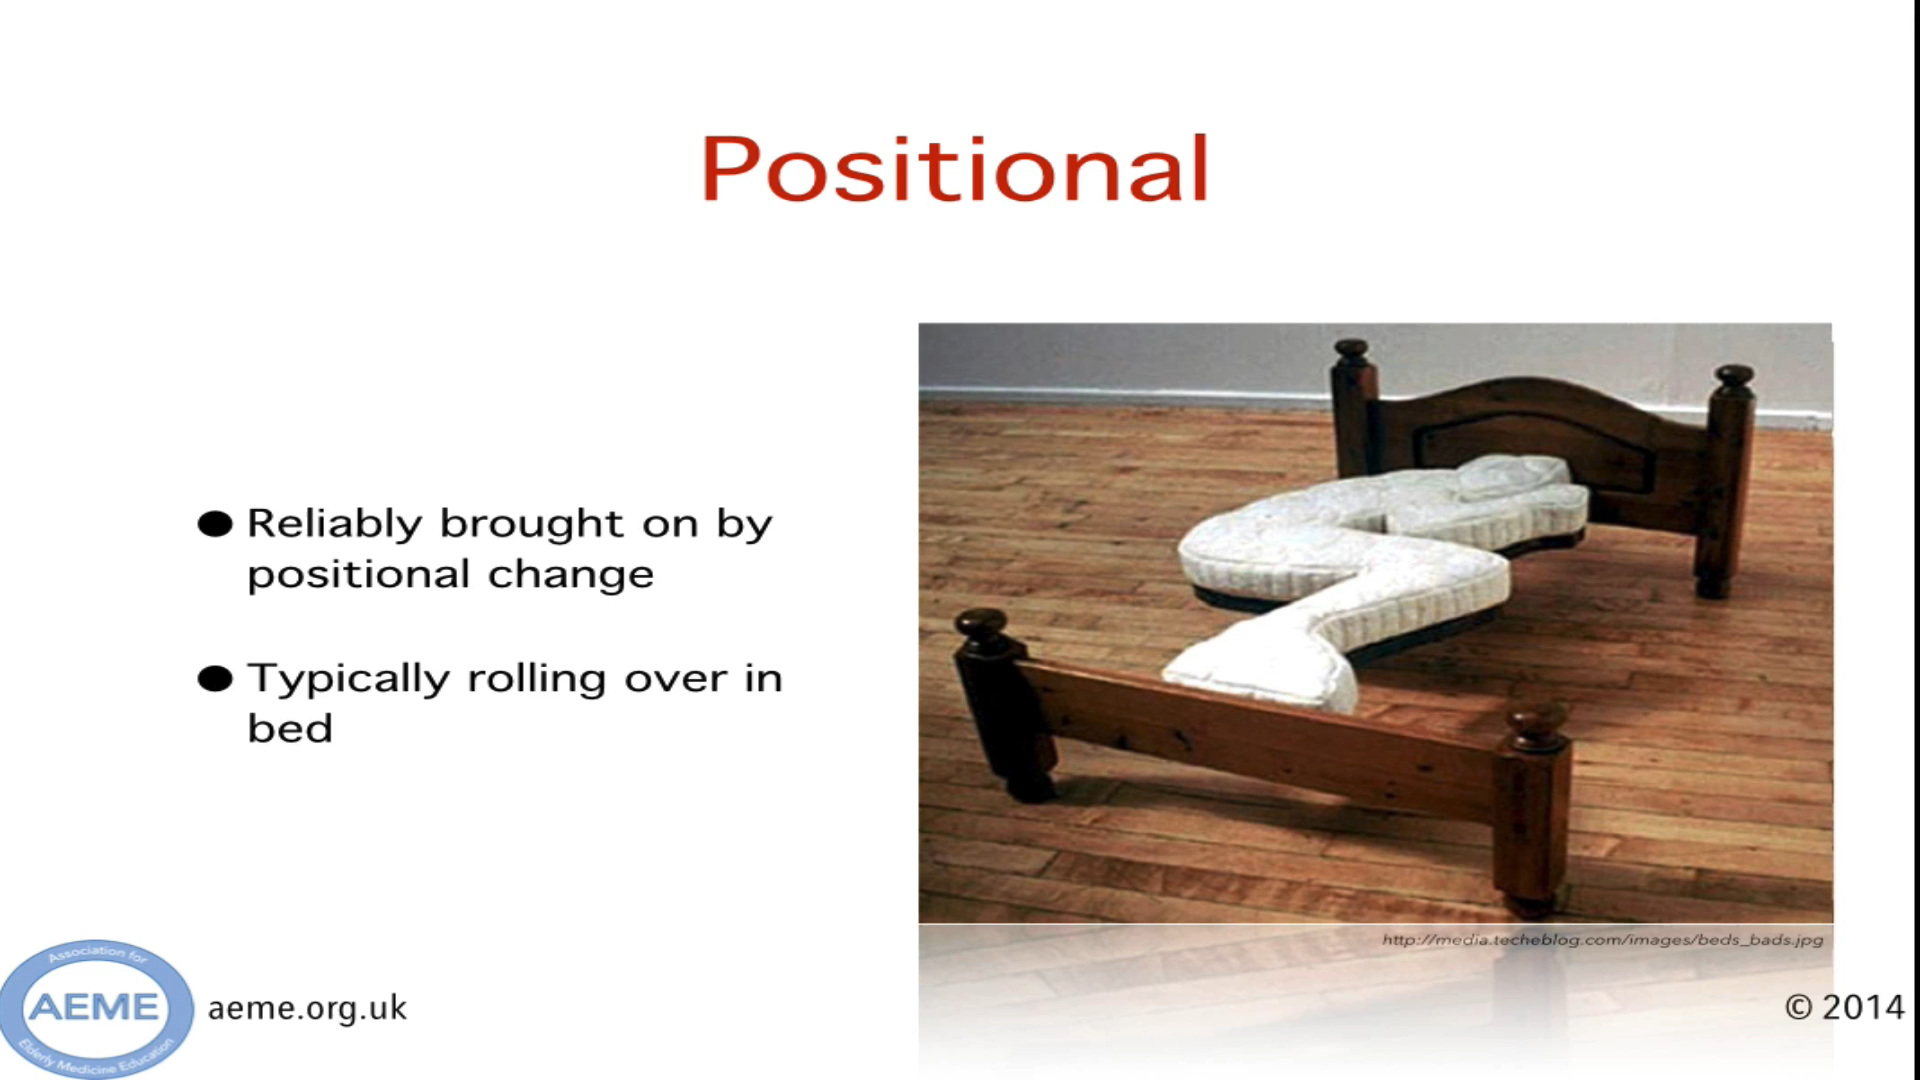 Positional
● Reliably brought on by
positional change
● Typically rolling over in
bed
http://media.techeblog.com/images/beds_bads.jpg
Association for
AEME
Elderly Medicine Education
aeme.org.uk
© 2014